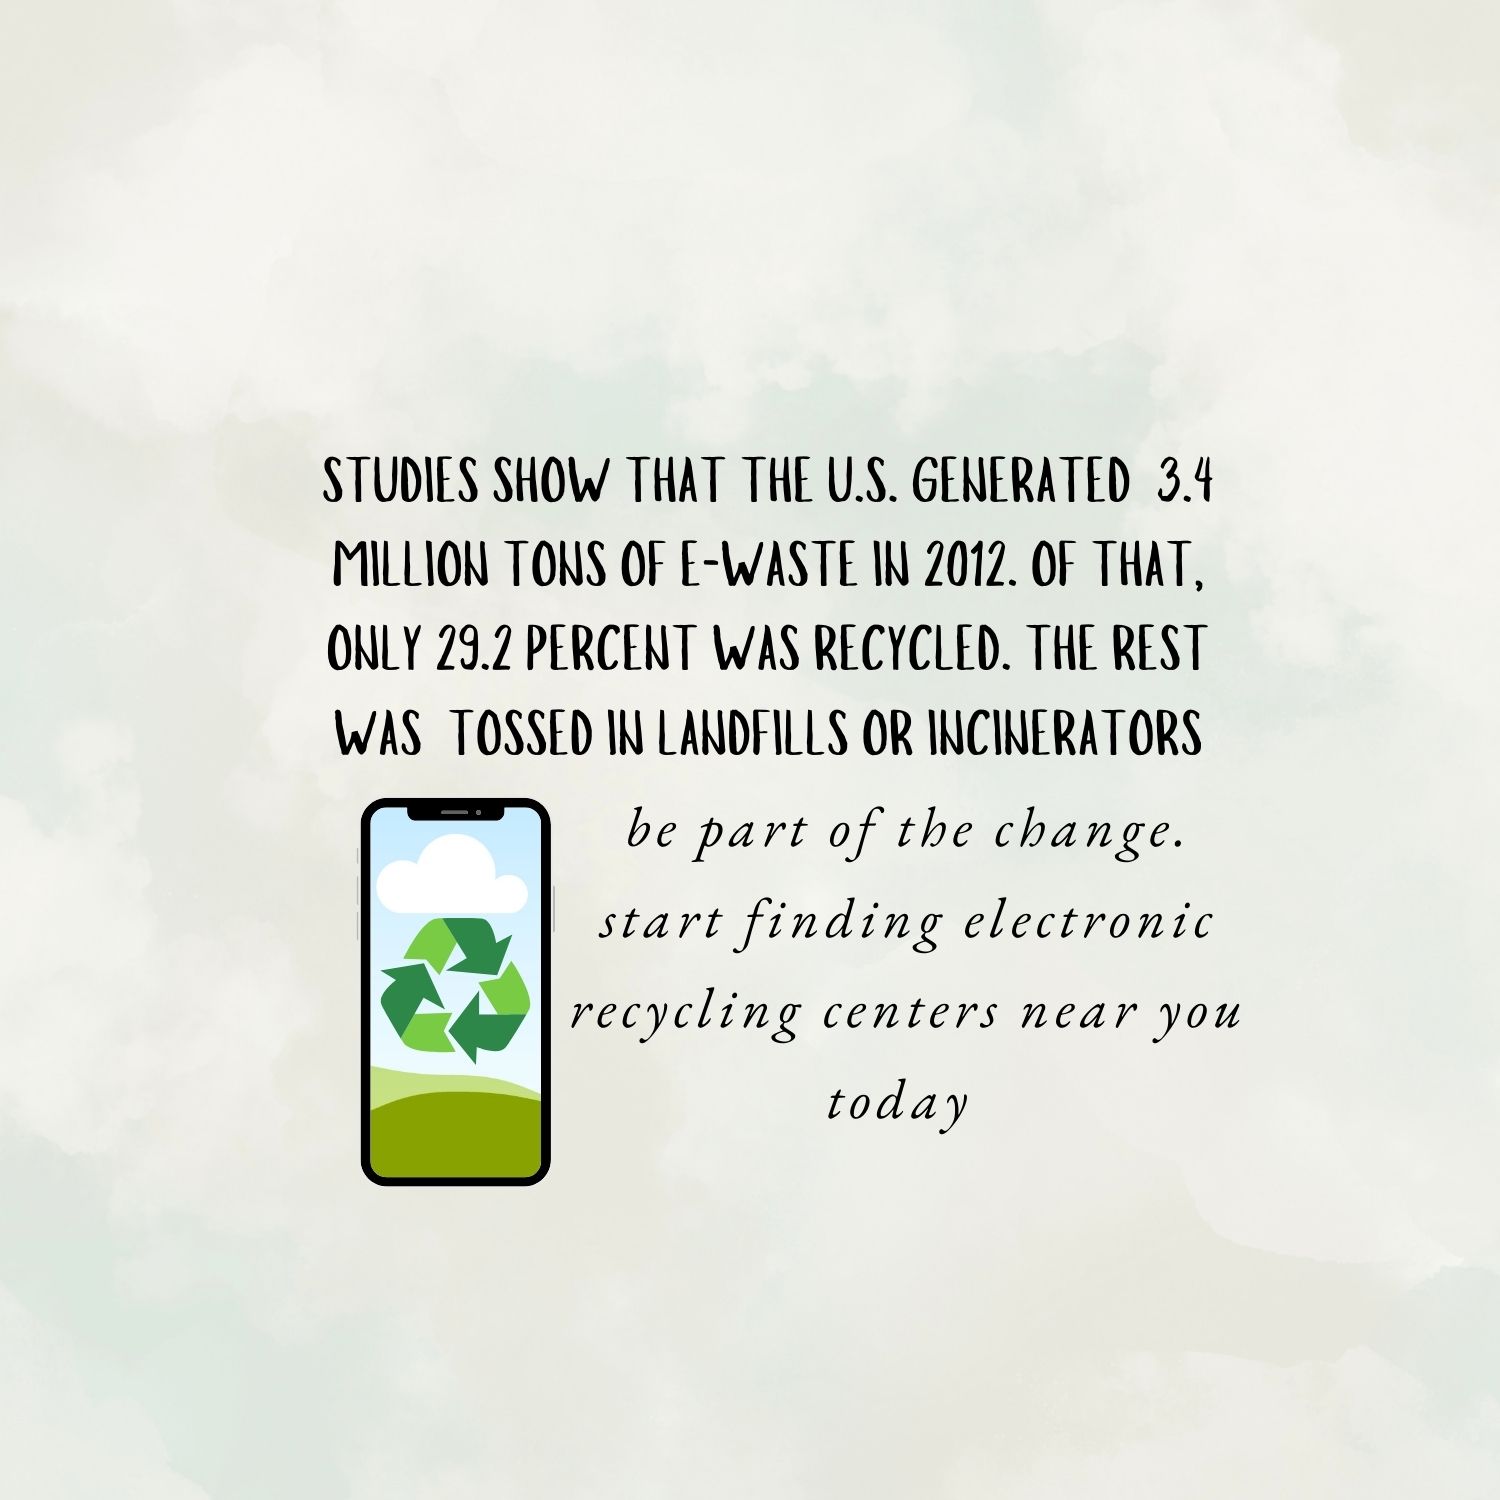 STUDIES SHOW THAT THE U.S. GENERATED 3.4
MILLION TONS OF E-WASTE IN 2012. OF THAT,
ONLY 29.2 PERCENT WAS RECYCLED. THE REST
WAS TOSSED IN LANDFILLS OR INCINERATORS
be part of the change.
start finding electronic
recycling centers near you
today